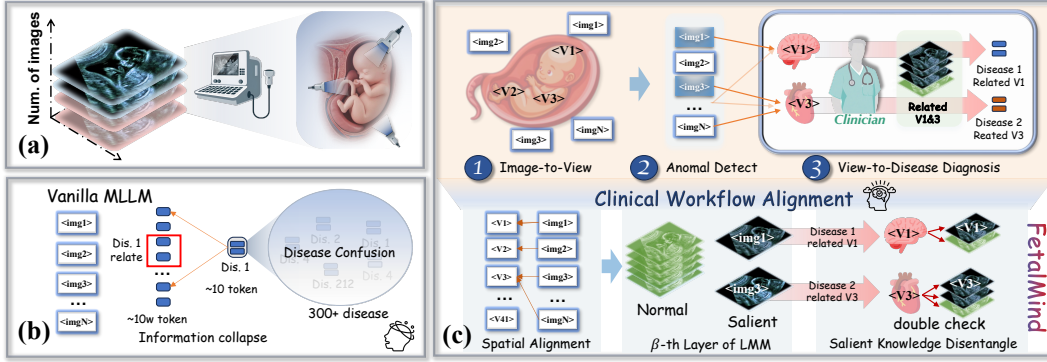 Num. of images
(a)
Vanilla MLLM
<img1>
<img2>
<img3>
...
<imgN>
Dis. 1
relate
...
~10w token
Dis. 1
~10 token
Information collapse
Dis. 2
Dis. 1
Disease Confusion
Dis. 4
Dis. 4
Dis. 212
300+ disease
(b)
<img2>
<img1>
<V1>
<V2>
<V3>
<img3>
<imgN>
1 Image-to-View
<img1>
<img2>
<img3>
...
<imgN>
2 Anomal Detect
<V1>
<V3>
Clinician
Related
V1&3
Disease 1
Related V1
Disease 2
Reated V3
3 View-to-Disease Diagnosis
Clinical Workflow Alignment
<V1>
<V2>
<V3>
...
<V41>
<img1>
<img2>
<img3>
...
<imgN>
Spatial Alignment
Normal
<img1>
<img3>
Salient
β-th Layer of LMM
Disease 1
related V1
Disease 2
related V3
<V1>
<V1>
<V3>
<V3>
double check
Salient Knowledge Disentangle
FetalMind
(c)